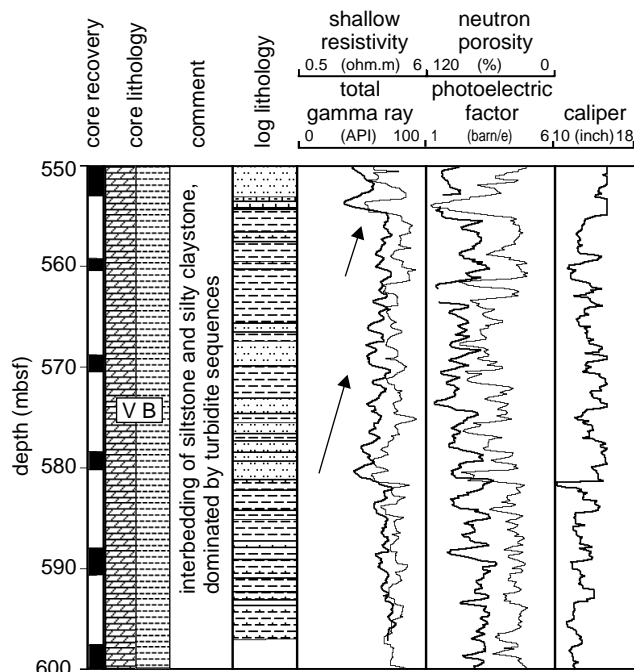 shallow
resistivity
0.5 (ohm.m) 6
neutron
porosity
120 (%) 0
core recovery
core lithology
comment
log lithology
total
gamma ray
0 (API) 100
photoelectric
factor
1 (barn/e) 6
caliper
10 (inch) 18
depth (mbsf)
550
560
570
580
590
600
V B
interbedding of siltstone and silty claystone,
dominated by turbidite sequences